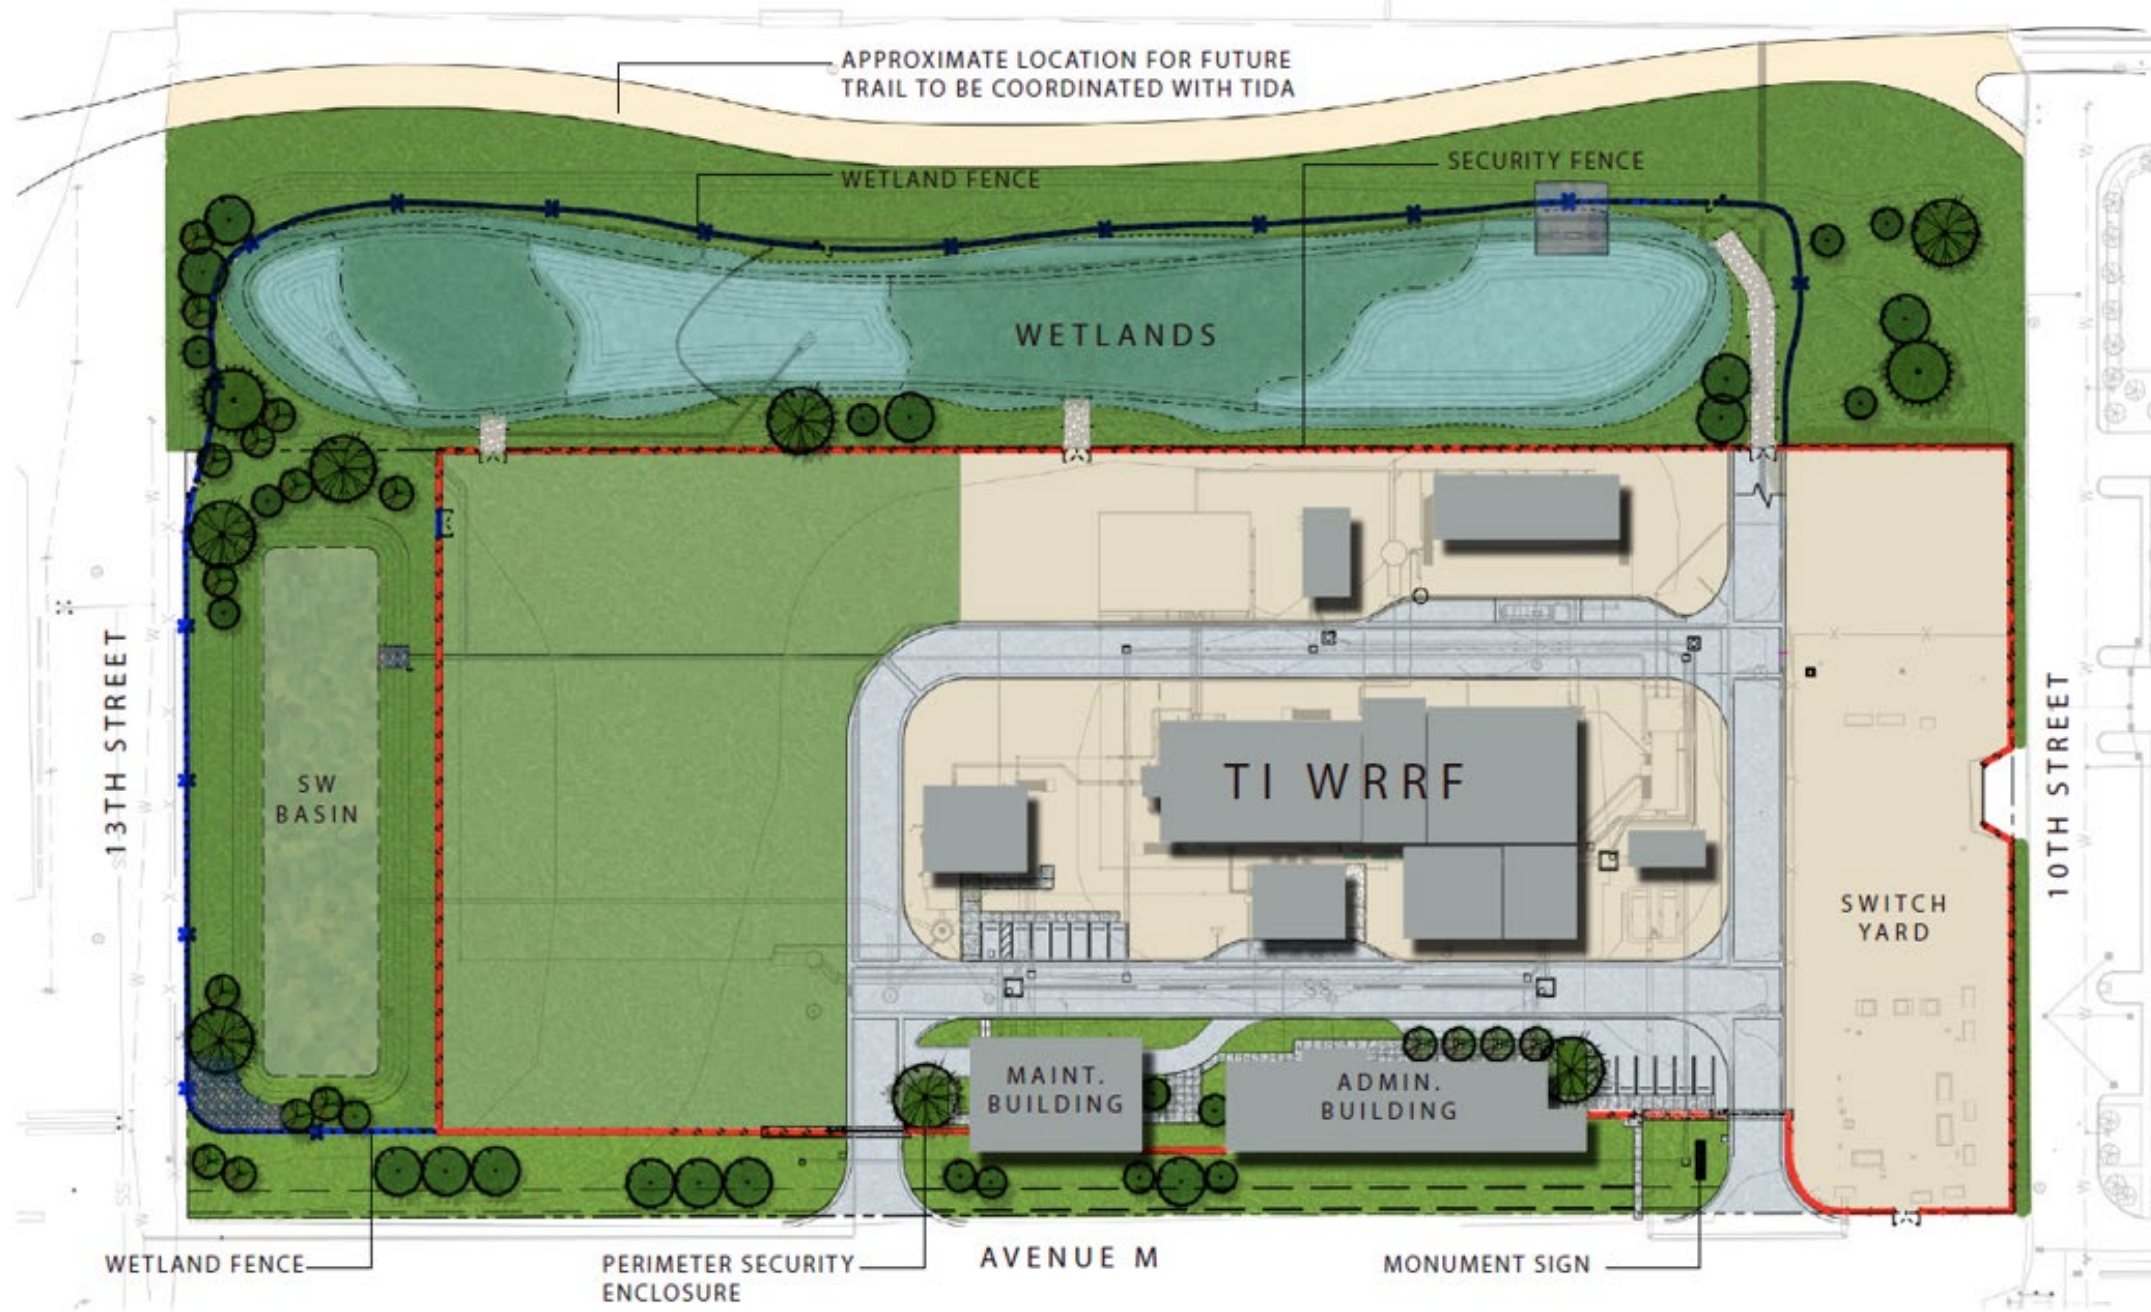 APPROXIMATE LOCATION FOR FUTURE
TRAIL TO BE COORDINATED WITH TIDA
WETLAND FENCE
SECURITY FENCE
WETLANDS
13TH STREET
SW
BASIN
TI WRRF
SWITCH
YARD
10TH STREET
MAINT.
BUILDING
ADMIN.
BUILDING
WETLAND FENCE
PERIMETER SECURITY
ENCLOSURE
AVENUE M
MONUMENT SIGN